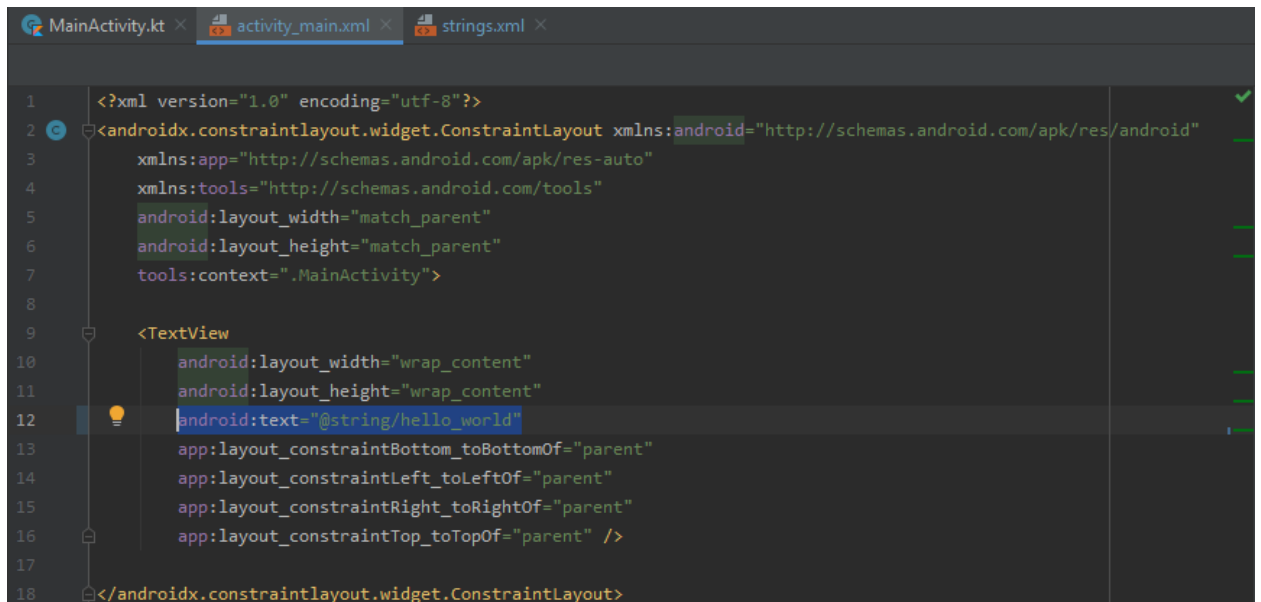 MainActivity.kt × activity_main.xml × strings.xml ×
1 <?xml version="1.0" encoding="utf-8"?>
2 C <androidx.constraintlayout.widget.ConstraintLayout xmlns:android="http://schemas.android.com/apk/res/android"
3 xmlns:app="http://schemas.android.com/apk/res-auto"
4 xmlns:tools="http://schemas.android.com/tools"
5 android:layout_width="match_parent"
6 android:layout_height="match_parent"
7 tools:context=".MainActivity">
8
9 <TextView
10 android:layout_width="wrap_content"
11 android:layout_height="wrap_content"
12 android:text="@string/hello_world"
13 app:layout_constraintBottom_toBottomOf="parent"
14 app:layout_constraintLeft_toLeftOf="parent"
15 app:layout_constraintRight_toRightOf="parent"
16 app:layout_constraintTop_toTopOf="parent" />
17
18 </androidx.constraintlayout.widget.ConstraintLayout>